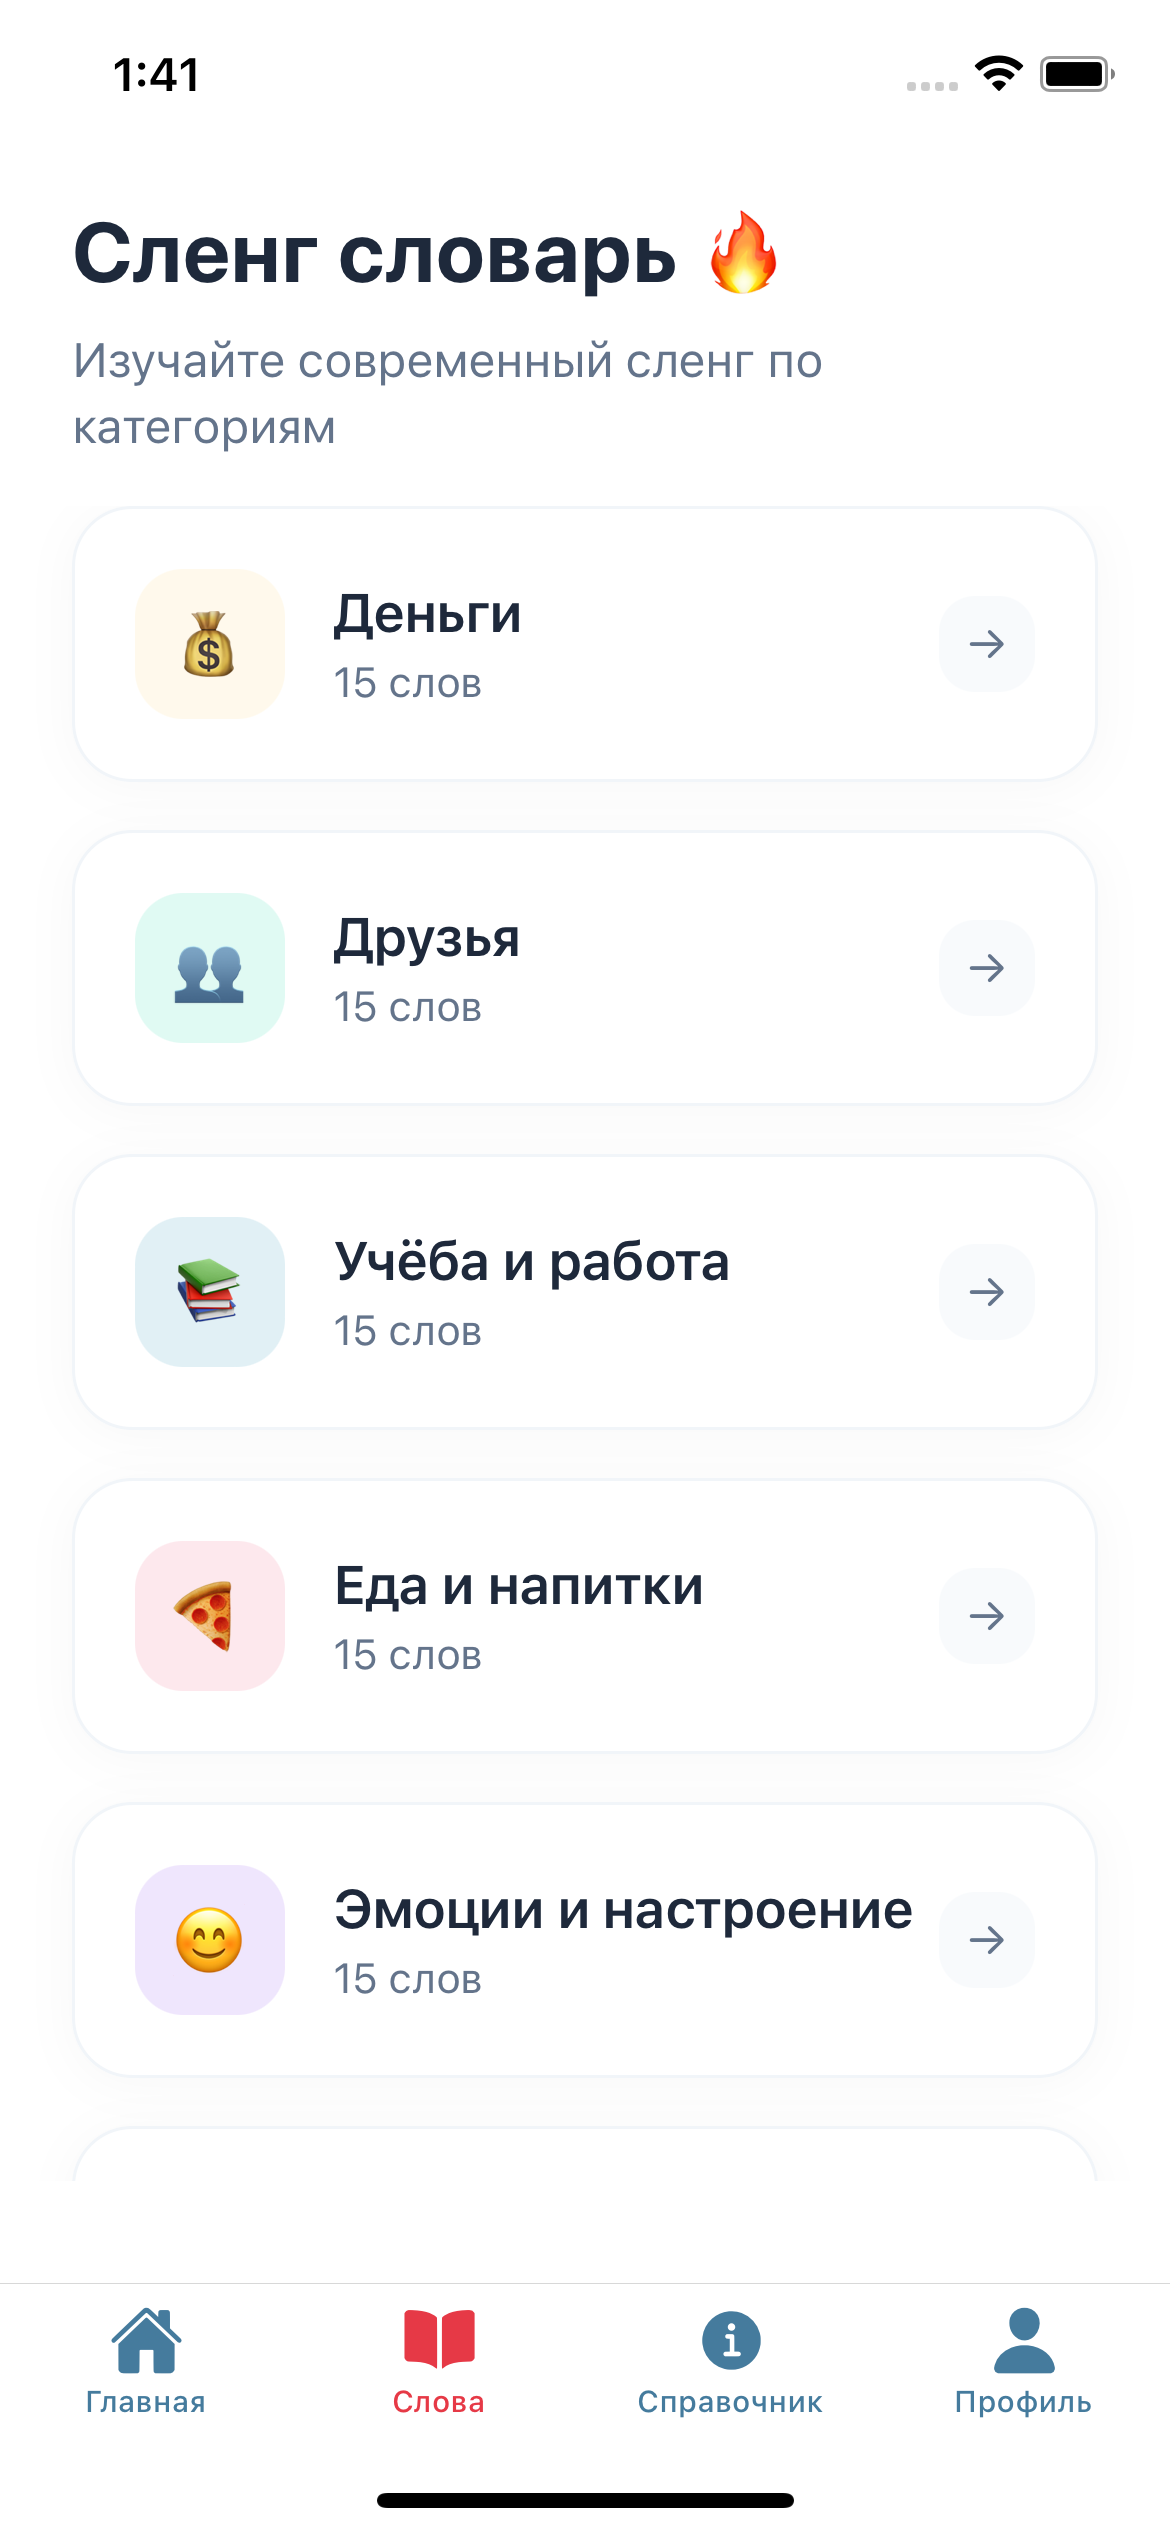 1:41
Сленг словарь 🔥
Изучайте современный сленг по
категориям
Деньги
15 слов
Друзья
15 слов
Учёба и работа
15 слов
Еда и напитки
15 слов
Эмоции и настроение
15 слов
Главная
Слова
Справочник
Профиль